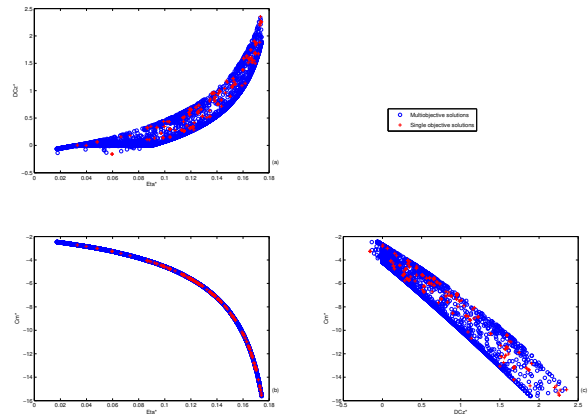 2.5
2
1.5
1
0.5
0
-0.5
DCz*
0 0.02 0.04 0.06 0.08 0.1 0.12 0.14 0.16 0.18
Eta*
(a)
Multiobjective solutions
Single objective solutions
-2
-4
-6
-8
-10
-12
-14
-16
Cm*
0 0.02 0.04 0.06 0.08 0.1 0.12 0.14 0.16 0.18
Eta*
(b)
-2
-4
-6
-8
-10
-12
-14
-16
Cm*
-0.5 0 0.5 1 1.5 2 2.5
DCz*
(c)